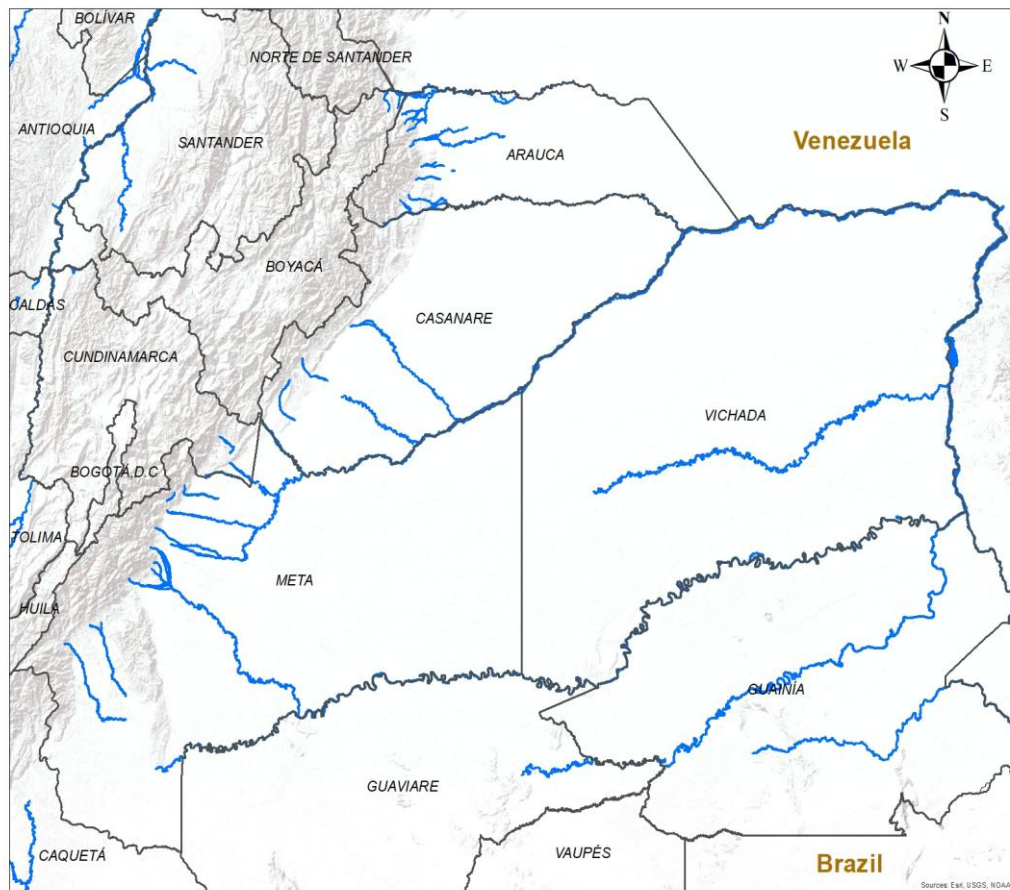 BOLÍVAR
N
NORTE DE SANTANDER
W
E
S
ANTIOQUIA
SANTANDER
Venezuela
ARAUCA
BOYACÁ
CALDAS
CASANARE
CUNDINAMARCA
VICHADA
BOGOTÁ D.C
TOLIMA
META
HUILA
GUAINÍA
GUAVIARE
CAQUETÁ
VAUPÉS
Brazil
Sources: Esri, USGS, NOAA